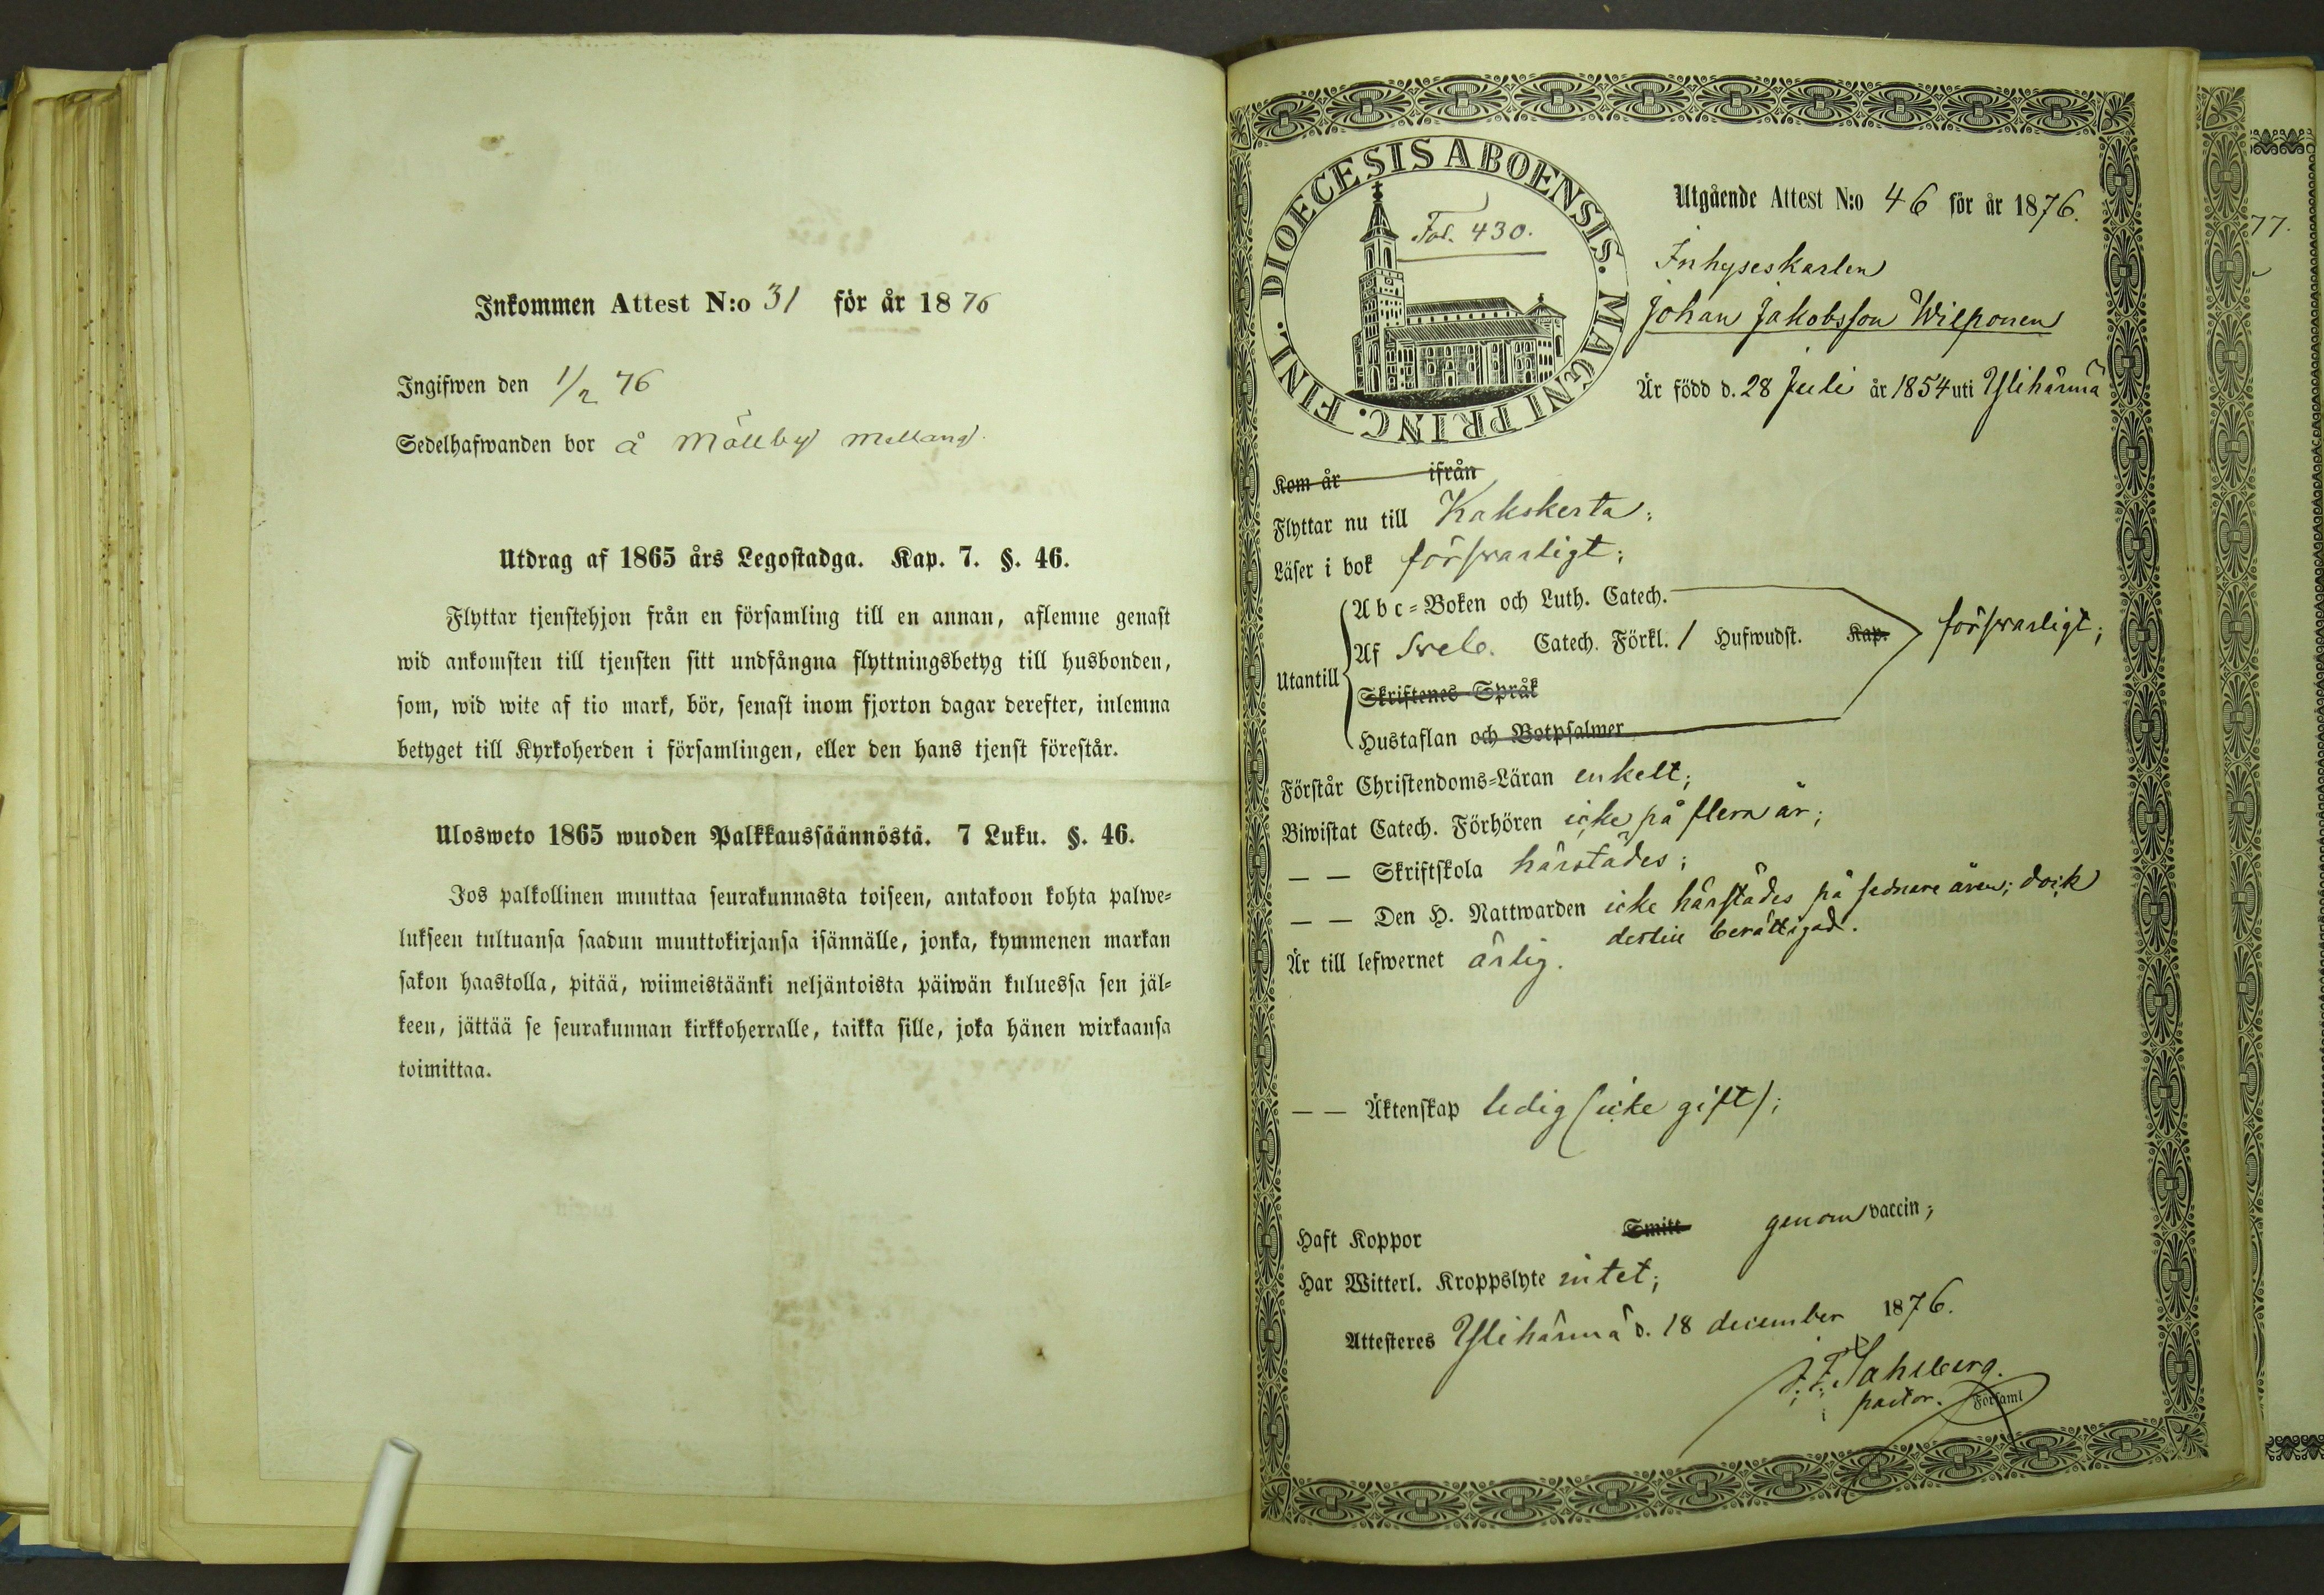 Inkommen Attest N:o 31 för år 1876
Ingifwen den 1/2 76
Sedelhafwanden bor å Mällby Mellang.
Utdrag af 1865 års Legostadga. Kap. 7. §. 46.
Flyttar tjenstehjon från en församling till en annan, aflemne genast
wid ankomsten till tjensten sitt undfångna flyttningsbetyg till husbonden,
som, wid wite af tio mark, bör, senast inom fjorton dagar derefter, inlemna
betyget till Kyrkoherden i församlingen, eller den hans tjenst förestår.
Ulosweto 1865 wuoden Palkkaussäännöstä. 7 Luku. §. 46.
Jos palkollinen muuttaa seurakunnasta toiseen, antakoon kohta palwe=
lukseen tultuansa saadun muuttokirjansa isännälle, jonka, kymmenen markan
sakon haastolla, pitää, wiimeistäänki neljäntoista päiwän kuluessa sen jäl=
keen, jättää se seurakunnan kirkkoherralle, taikka sille, joka hänen wirkaansa
toimittaa.
DIOECESIS ABOENSIS. MAGNI PRINC. FINL.
Fol. 430.
Utgående Attest N:o 46 för år 1876.
Inhyseskarlen
Johan Jakobsson Wilponen
Är född d. 28 Juli år 1854 uti Ylihärmä
Kom år ifrån
Flyttar nu till Kakskerta;
Läser i bok försvarligt;
Utantill
Abc=Boken och Luth. Catech.
Af Sveb. Catech. Förkl. 1 Hufwudst. Kap. försvarligt;
Skriftenes Språk
Hustaflan och Botpsalmer
Förstår Christendoms=Läran enkelt;
Biwistat Catech. Förhören icke på flera år;
— — Skriftskola härstädes;
— — Den H. Nattwarden icke härstädes på sednare åren; dock
dertill berättigad.
Är till lefwernet ärlig.
— — Äktenskap ledig (icke gift);
Haft Koppor Smitt genom vaccin;
Har Witterl. Kroppslyte intet;
Attesteres Ylihärmä d. 18 december 1876.
J. F. Sahlberg.
pastor. Församl
77.